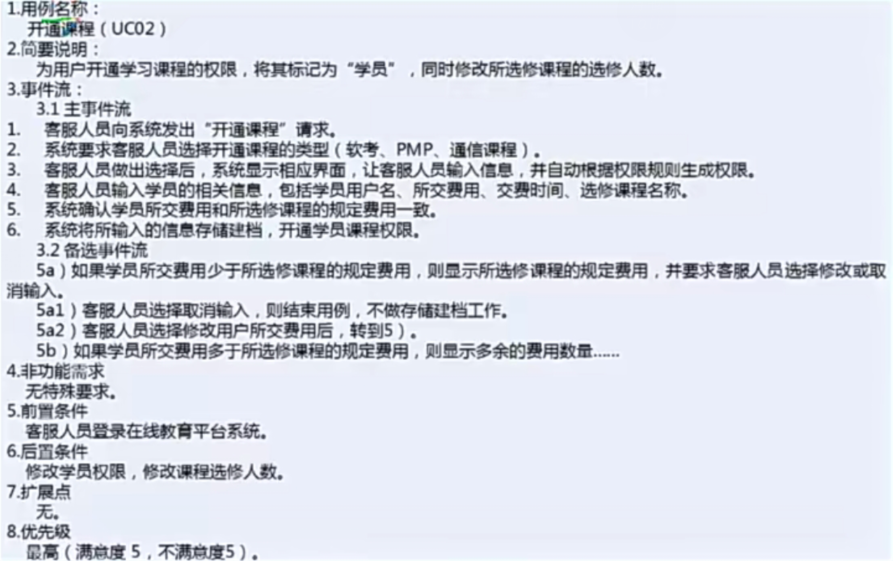 1.用例名称：
开通课程（UC02）
2.简要说明：
为用户开通学习课程的权限，将其标记为“学员”，同时修改所选修课程的选修人数。
3.事件流：
3.1 主事件流
1. 客服人员向系统发出“开通课程”请求。
2. 系统要求客服人员选择开通课程的类型（软考、PMP、通信课程）。
3. 客服人员做出选择后，系统显示相应界面，让客服人员输入信息，并自动根据权限规则生成权限。
4. 客服人员输入学员的相关信息，包括学员用户名、所交费用、交费时间、选修课程名称。
5. 系统确认学员所交费用和所选修课程的规定费用一致。
6. 系统将所输入的信息存储建档，开通学员课程权限。
3.2 备选事件流
5a）如果学员所交费用少于所选修课程的规定费用，则显示所选修课程的规定费用，并要求客服人员选择修改或取
消输入。
5a1）客服人员选择取消输入，则结束用例，不做存储建档工作。
5a2）客服人员选择修改用户所交费用后，转到5）。
5b）如果学员所交费用多于所选修课程的规定费用，则显示多余的费用数量……
4.非功能需求
无特殊要求。
5.前置条件
客服人员登录在线教育平台系统。
6.后置条件
修改学员权限，修改课程选修人数。
7.扩展点
无。
8.优先级
最高（满意度 5，不满意度5）。